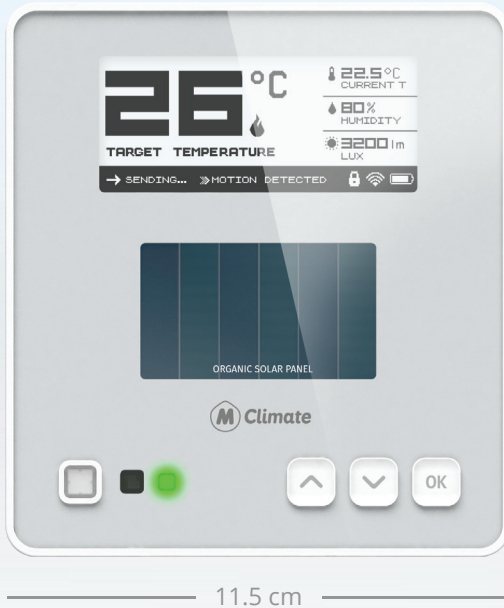 26°C
TARGET TEMPERATURE
22.5°C
CURRENT T
80%
HUMIDITY
3200 lm
LUX
SENDING... MOTION DETECTED
ORGANIC SOLAR PANEL
M Climate
OK
11.5 cm